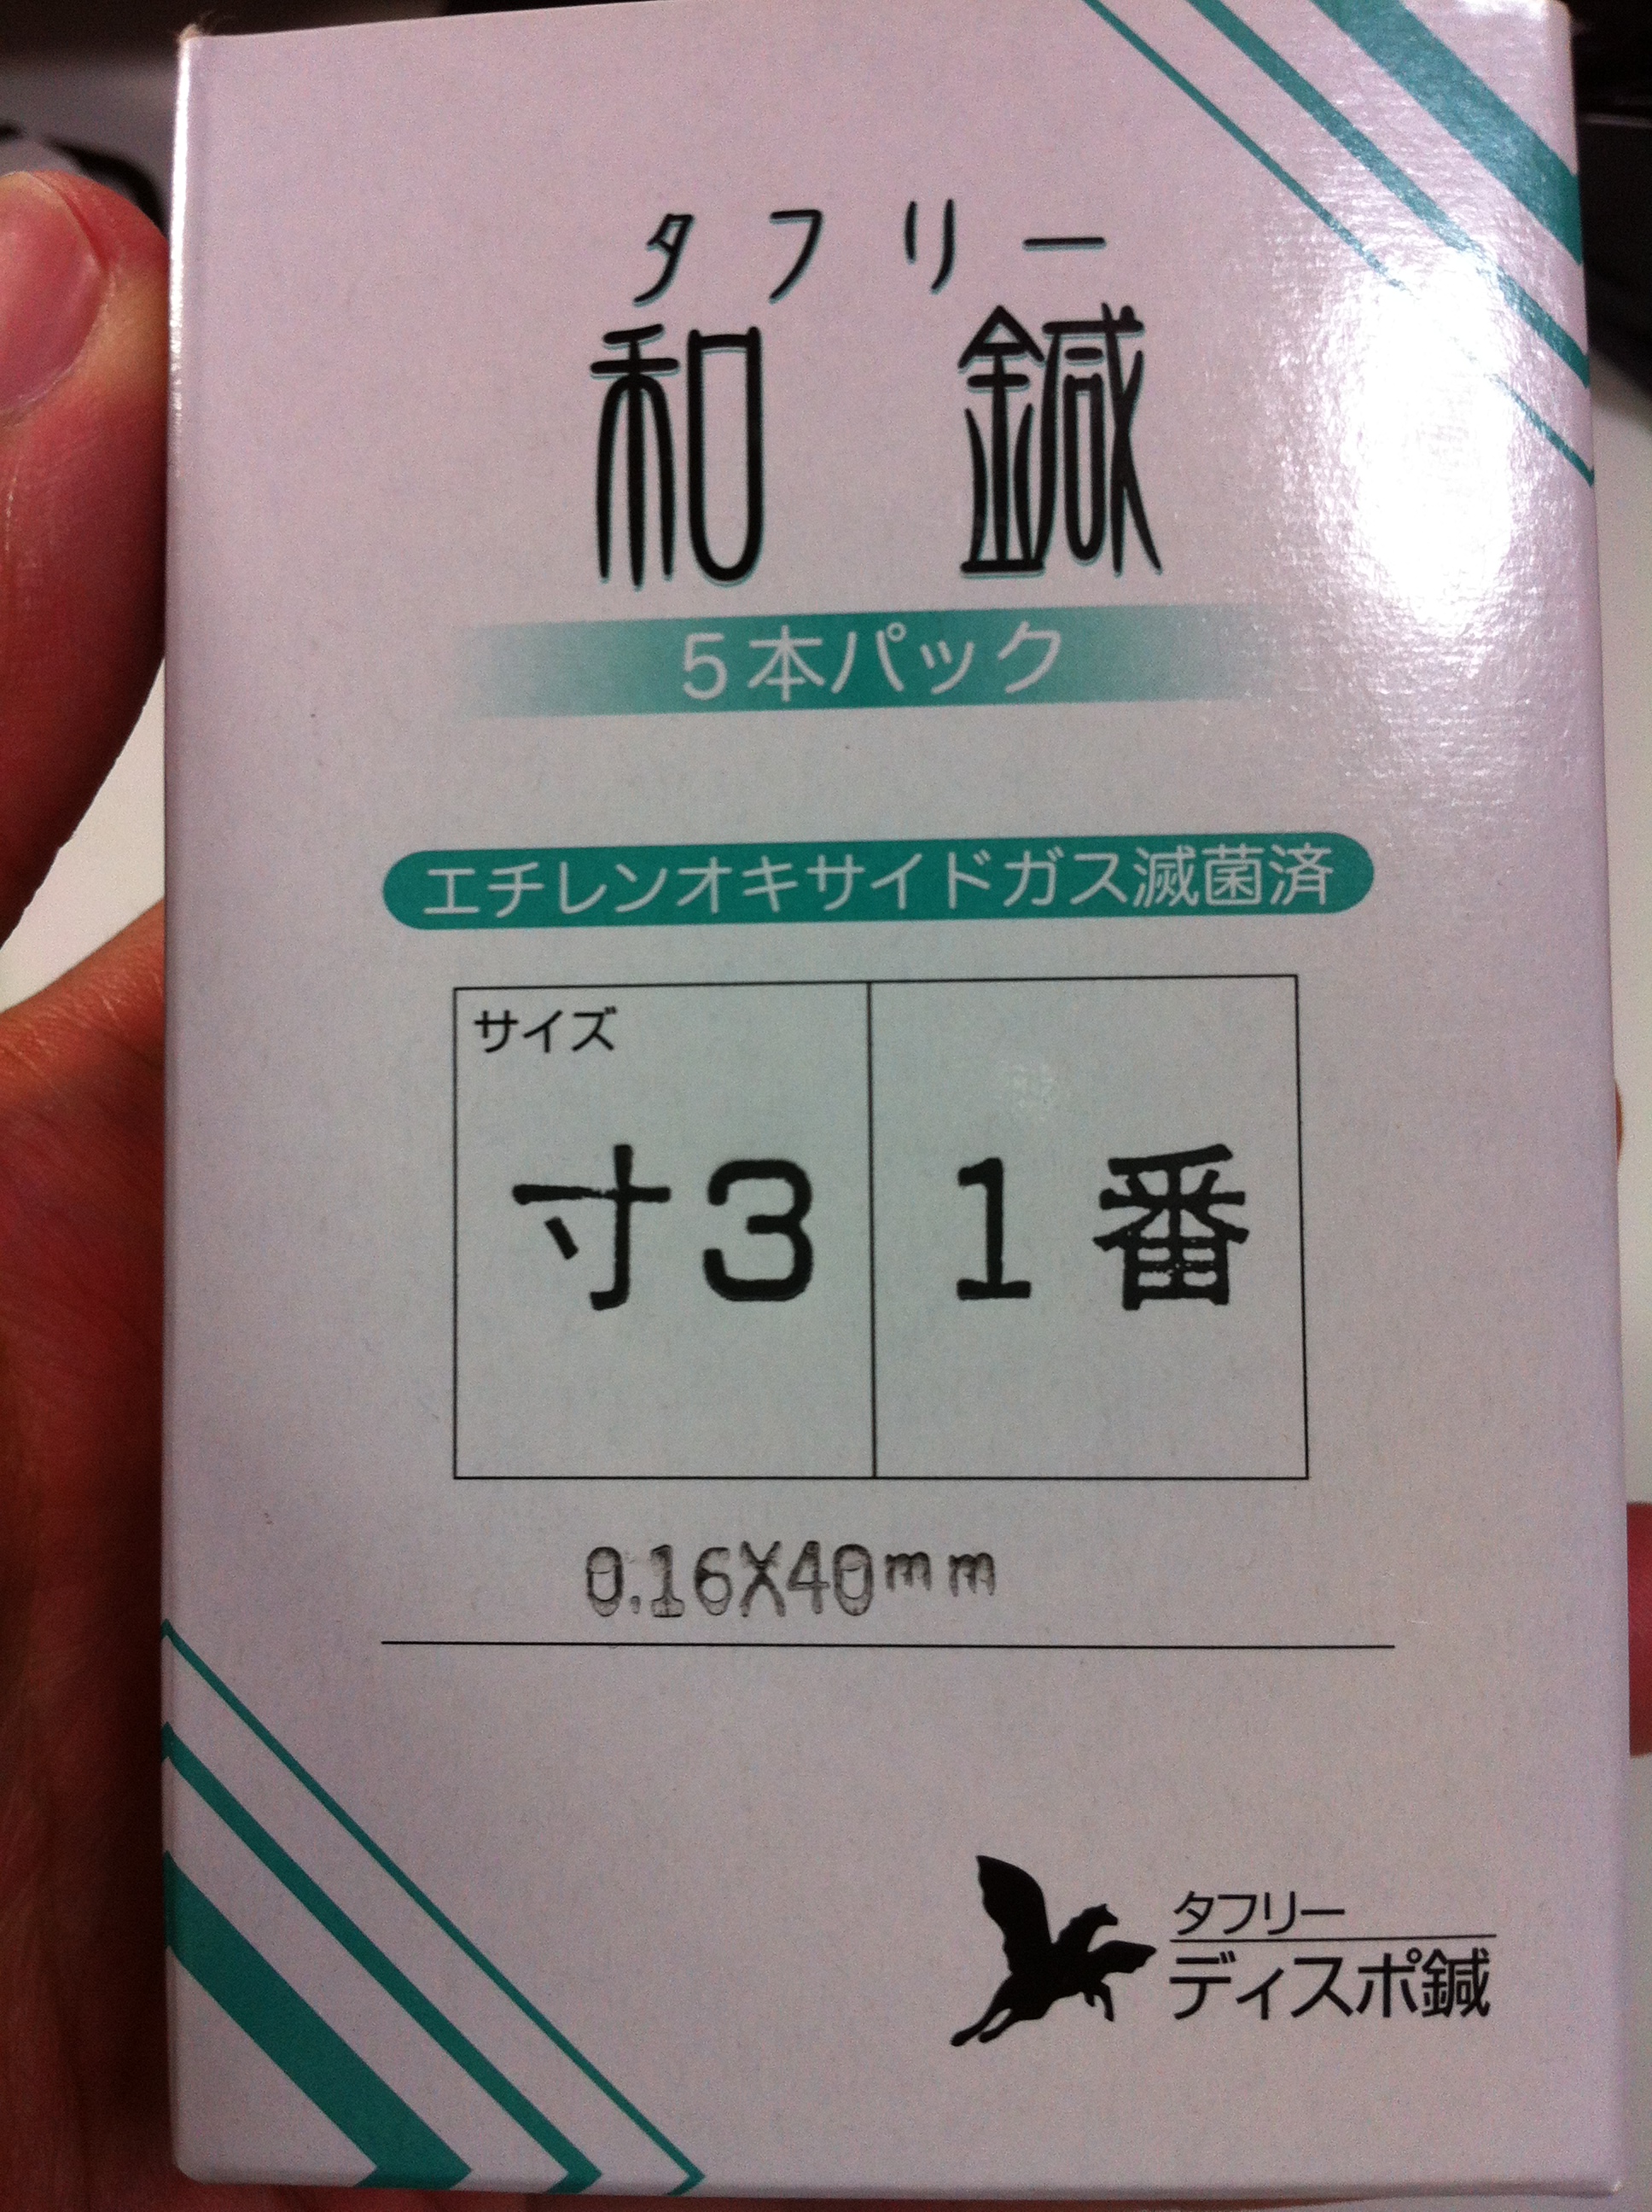 タフリー
和鍼
5本パック
エチレンオキサイドガス滅菌済
サイズ
寸3 1番
0.16X40mm
タフリー
ディスポ鍼